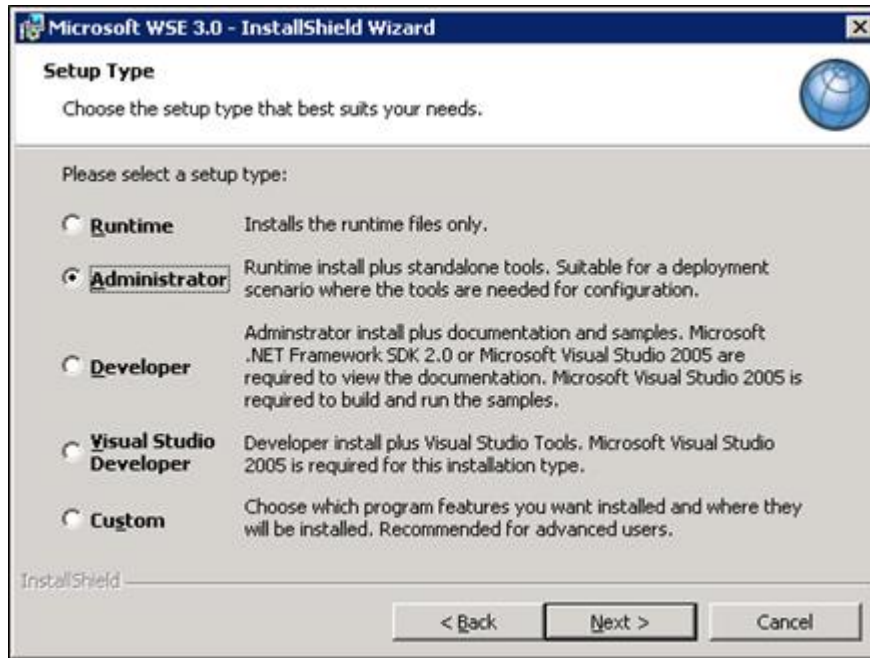 Microsoft WSE 3.0 - InstallShield Wizard
Setup Type
Choose the setup type that best suits your needs.
Please select a setup type:
Runtime
Installs the runtime files only.
Administrator
Runtime install plus standalone tools. Suitable for a deployment
scenario where the tools are needed for configuration.
Developer
Adminstrator install plus documentation and samples. Microsoft
.NET Framework SDK 2.0 or Microsoft Visual Studio 2005 are
required to view the documentation. Microsoft Visual Studio 2005 is
required to build and run the samples.
Visual Studio
Developer
Developer install plus Visual Studio Tools. Microsoft Visual Studio
2005 is required for this installation type.
Custom
Choose which program features you want installed and where they
will be installed. Recommended for advanced users.
InstallShield
< Back
Next >
Cancel